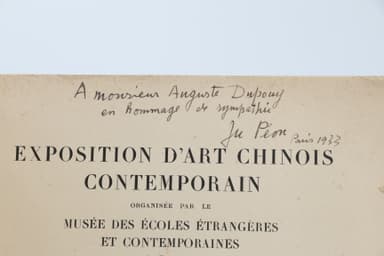 A monsieur Auguste Dupouy
en hommage de sympathie
Ju Péon Paris 1933
EXPOSITION D'ART CHINOIS
CONTEMPORAIN
ORGANISÉE PAR LE
MUSÉE DES ÉCOLES ÉTRANGÈRES
ET CONTEMPORAINES